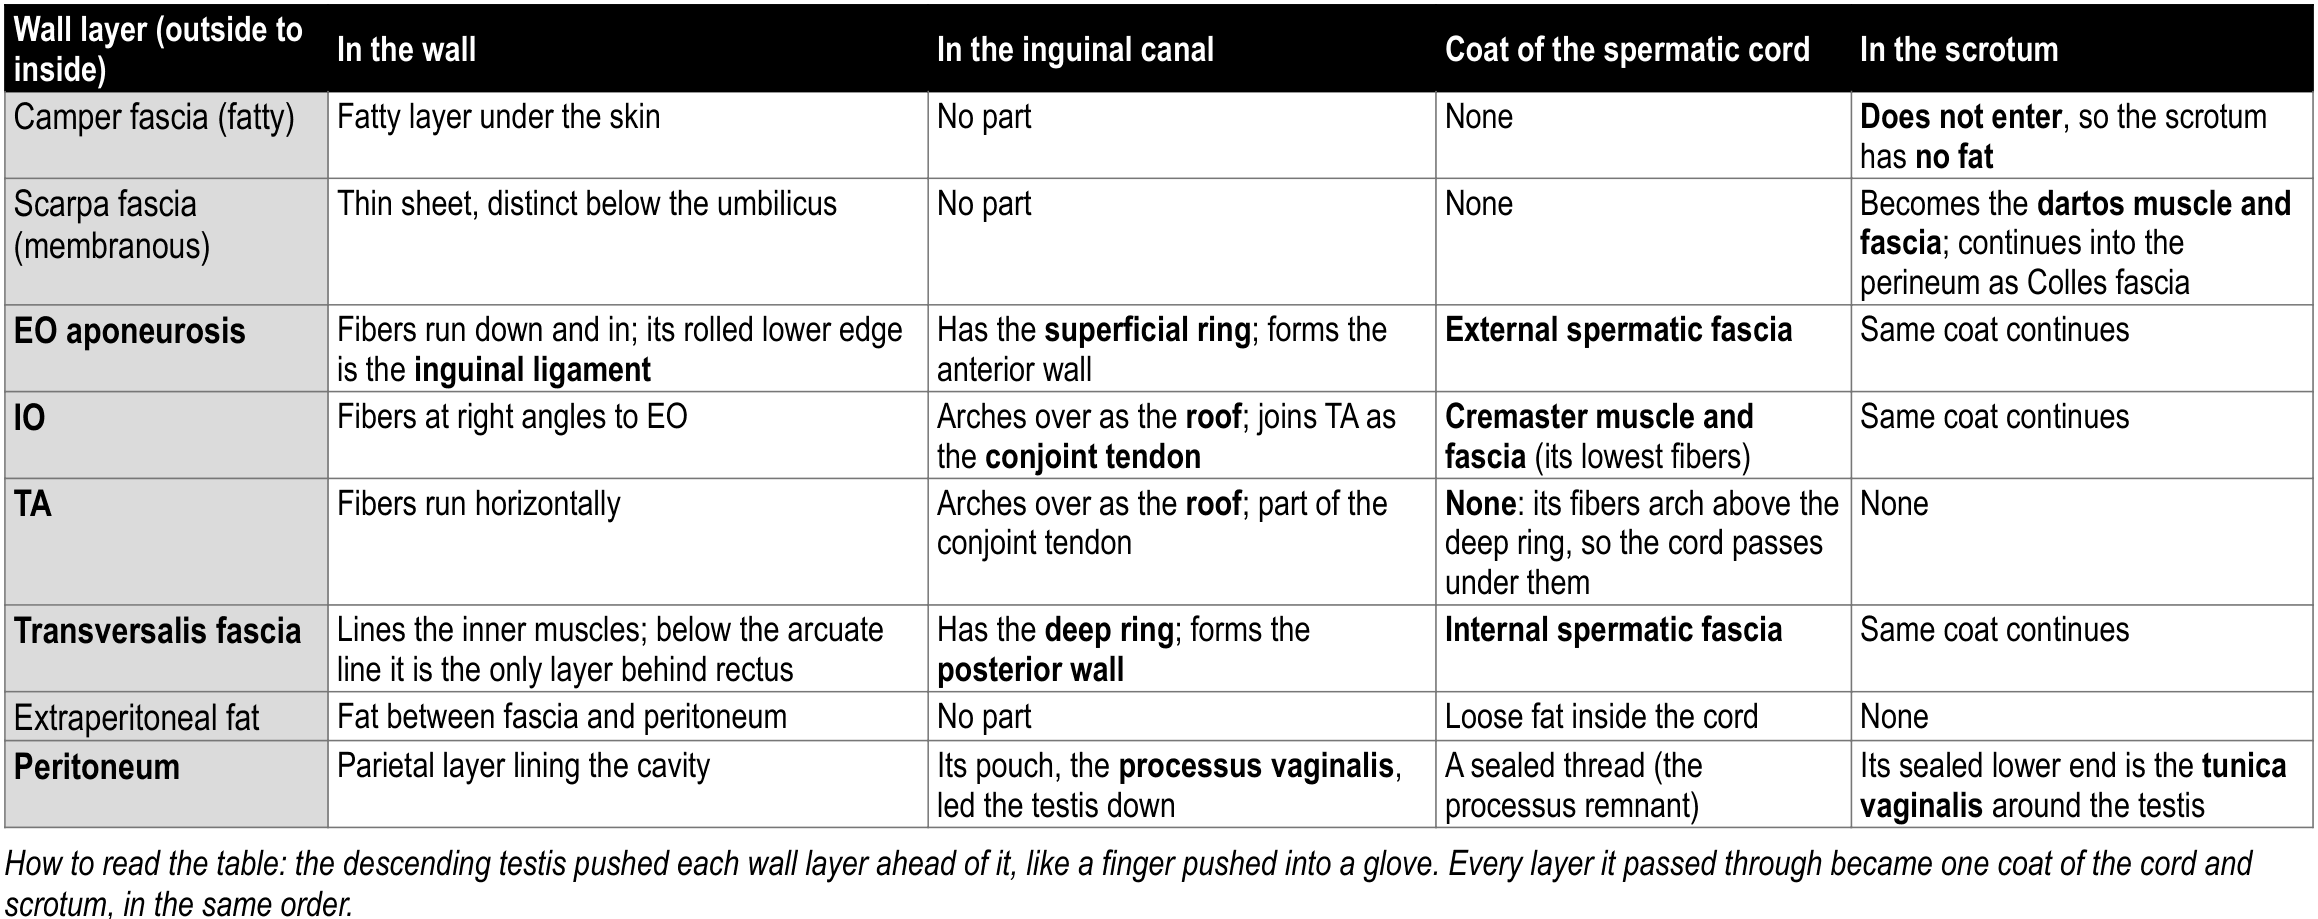 Wall layer (outside to
inside)
In the wall
In the inguinal canal
Coat of the spermatic cord
In the scrotum
Camper fascia (fatty)
Fatty layer under the skin
No part
None
Does not enter, so the scrotum
has no fat
Scarpa fascia
(membranous)
Thin sheet, distinct below the umbilicus
No part
None
Becomes the dartos muscle and
fascia; continues into the
perineum as Colles fascia
EO aponeurosis
Fibers run down and in; its rolled lower edge
is the inguinal ligament
Has the superficial ring; forms the
anterior wall
External spermatic fascia
Same coat continues
IO
Fibers at right angles to EO
Arches over as the roof; joins TA as
the conjoint tendon
Cremaster muscle and
fascia (its lowest fibers)
Same coat continues
TA
Fibers run horizontally
Arches over as the roof; part of the
conjoint tendon
None: its fibers arch above the
deep ring, so the cord passes
under them
None
Transversalis fascia
Lines the inner muscles; below the arcuate
line it is the only layer behind rectus
Has the deep ring; forms the
posterior wall
Internal spermatic fascia
Same coat continues
Extraperitoneal fat
Fat between fascia and peritoneum
No part
Loose fat inside the cord
None
Peritoneum
Parietal layer lining the cavity
Its pouch, the processus vaginalis,
led the testis down
A sealed thread (the
processus remnant)
Its sealed lower end is the tunica
vaginalis around the testis
How to read the table: the descending testis pushed each wall layer ahead of it, like a finger pushed into a glove. Every layer it passed through became one coat of the cord and
scrotum, in the same order.